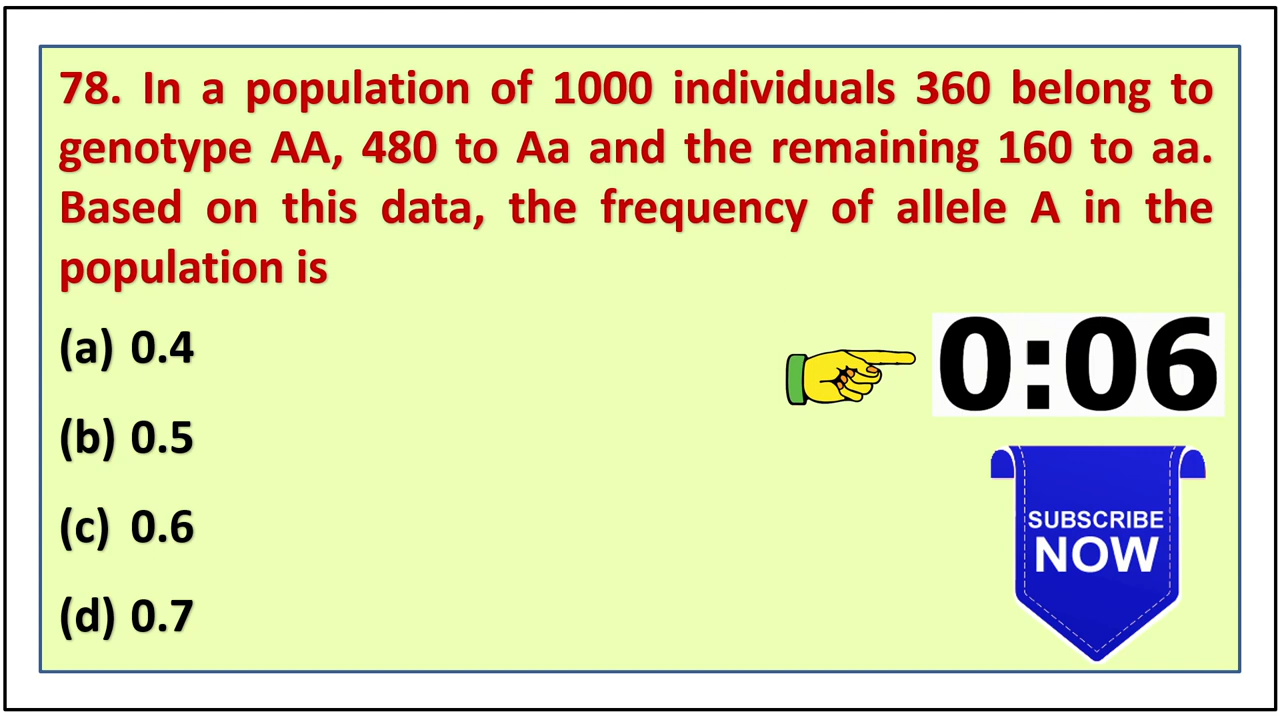 78. In a population of 1000 individuals 360 belong to
genotype AA, 480 to Aa and the remaining 160 to aa.
Based on this data, the frequency of allele A in the
population is
(a) 0.4
(b) 0.5
(c) 0.6
(d) 0.7
0:06
SUBSCRIBE
NOW